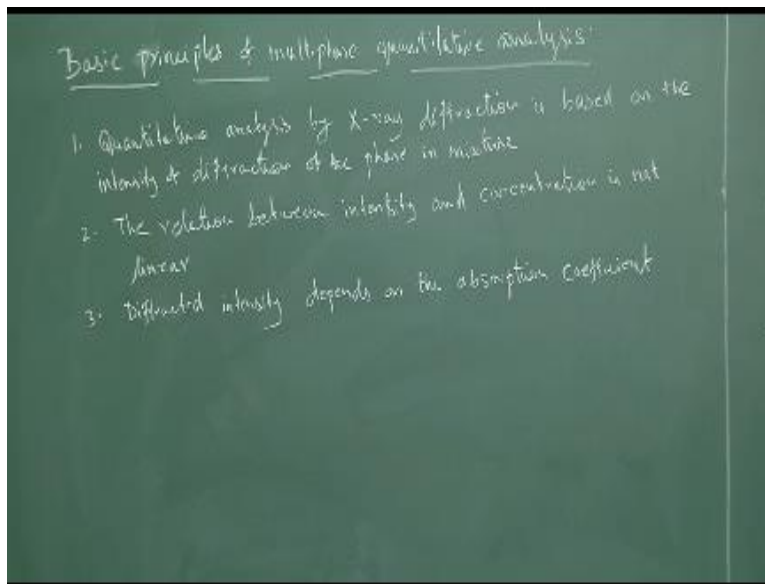 Basic principles of multiphase quantitative analysis:
1. Quantitative analysis by X-ray diffraction is based on the
intensity of diffraction of the phase in mixture
2. The relation between intensity and concentration is not
linear
3. Diffracted intensity depends on the absorption coefficient